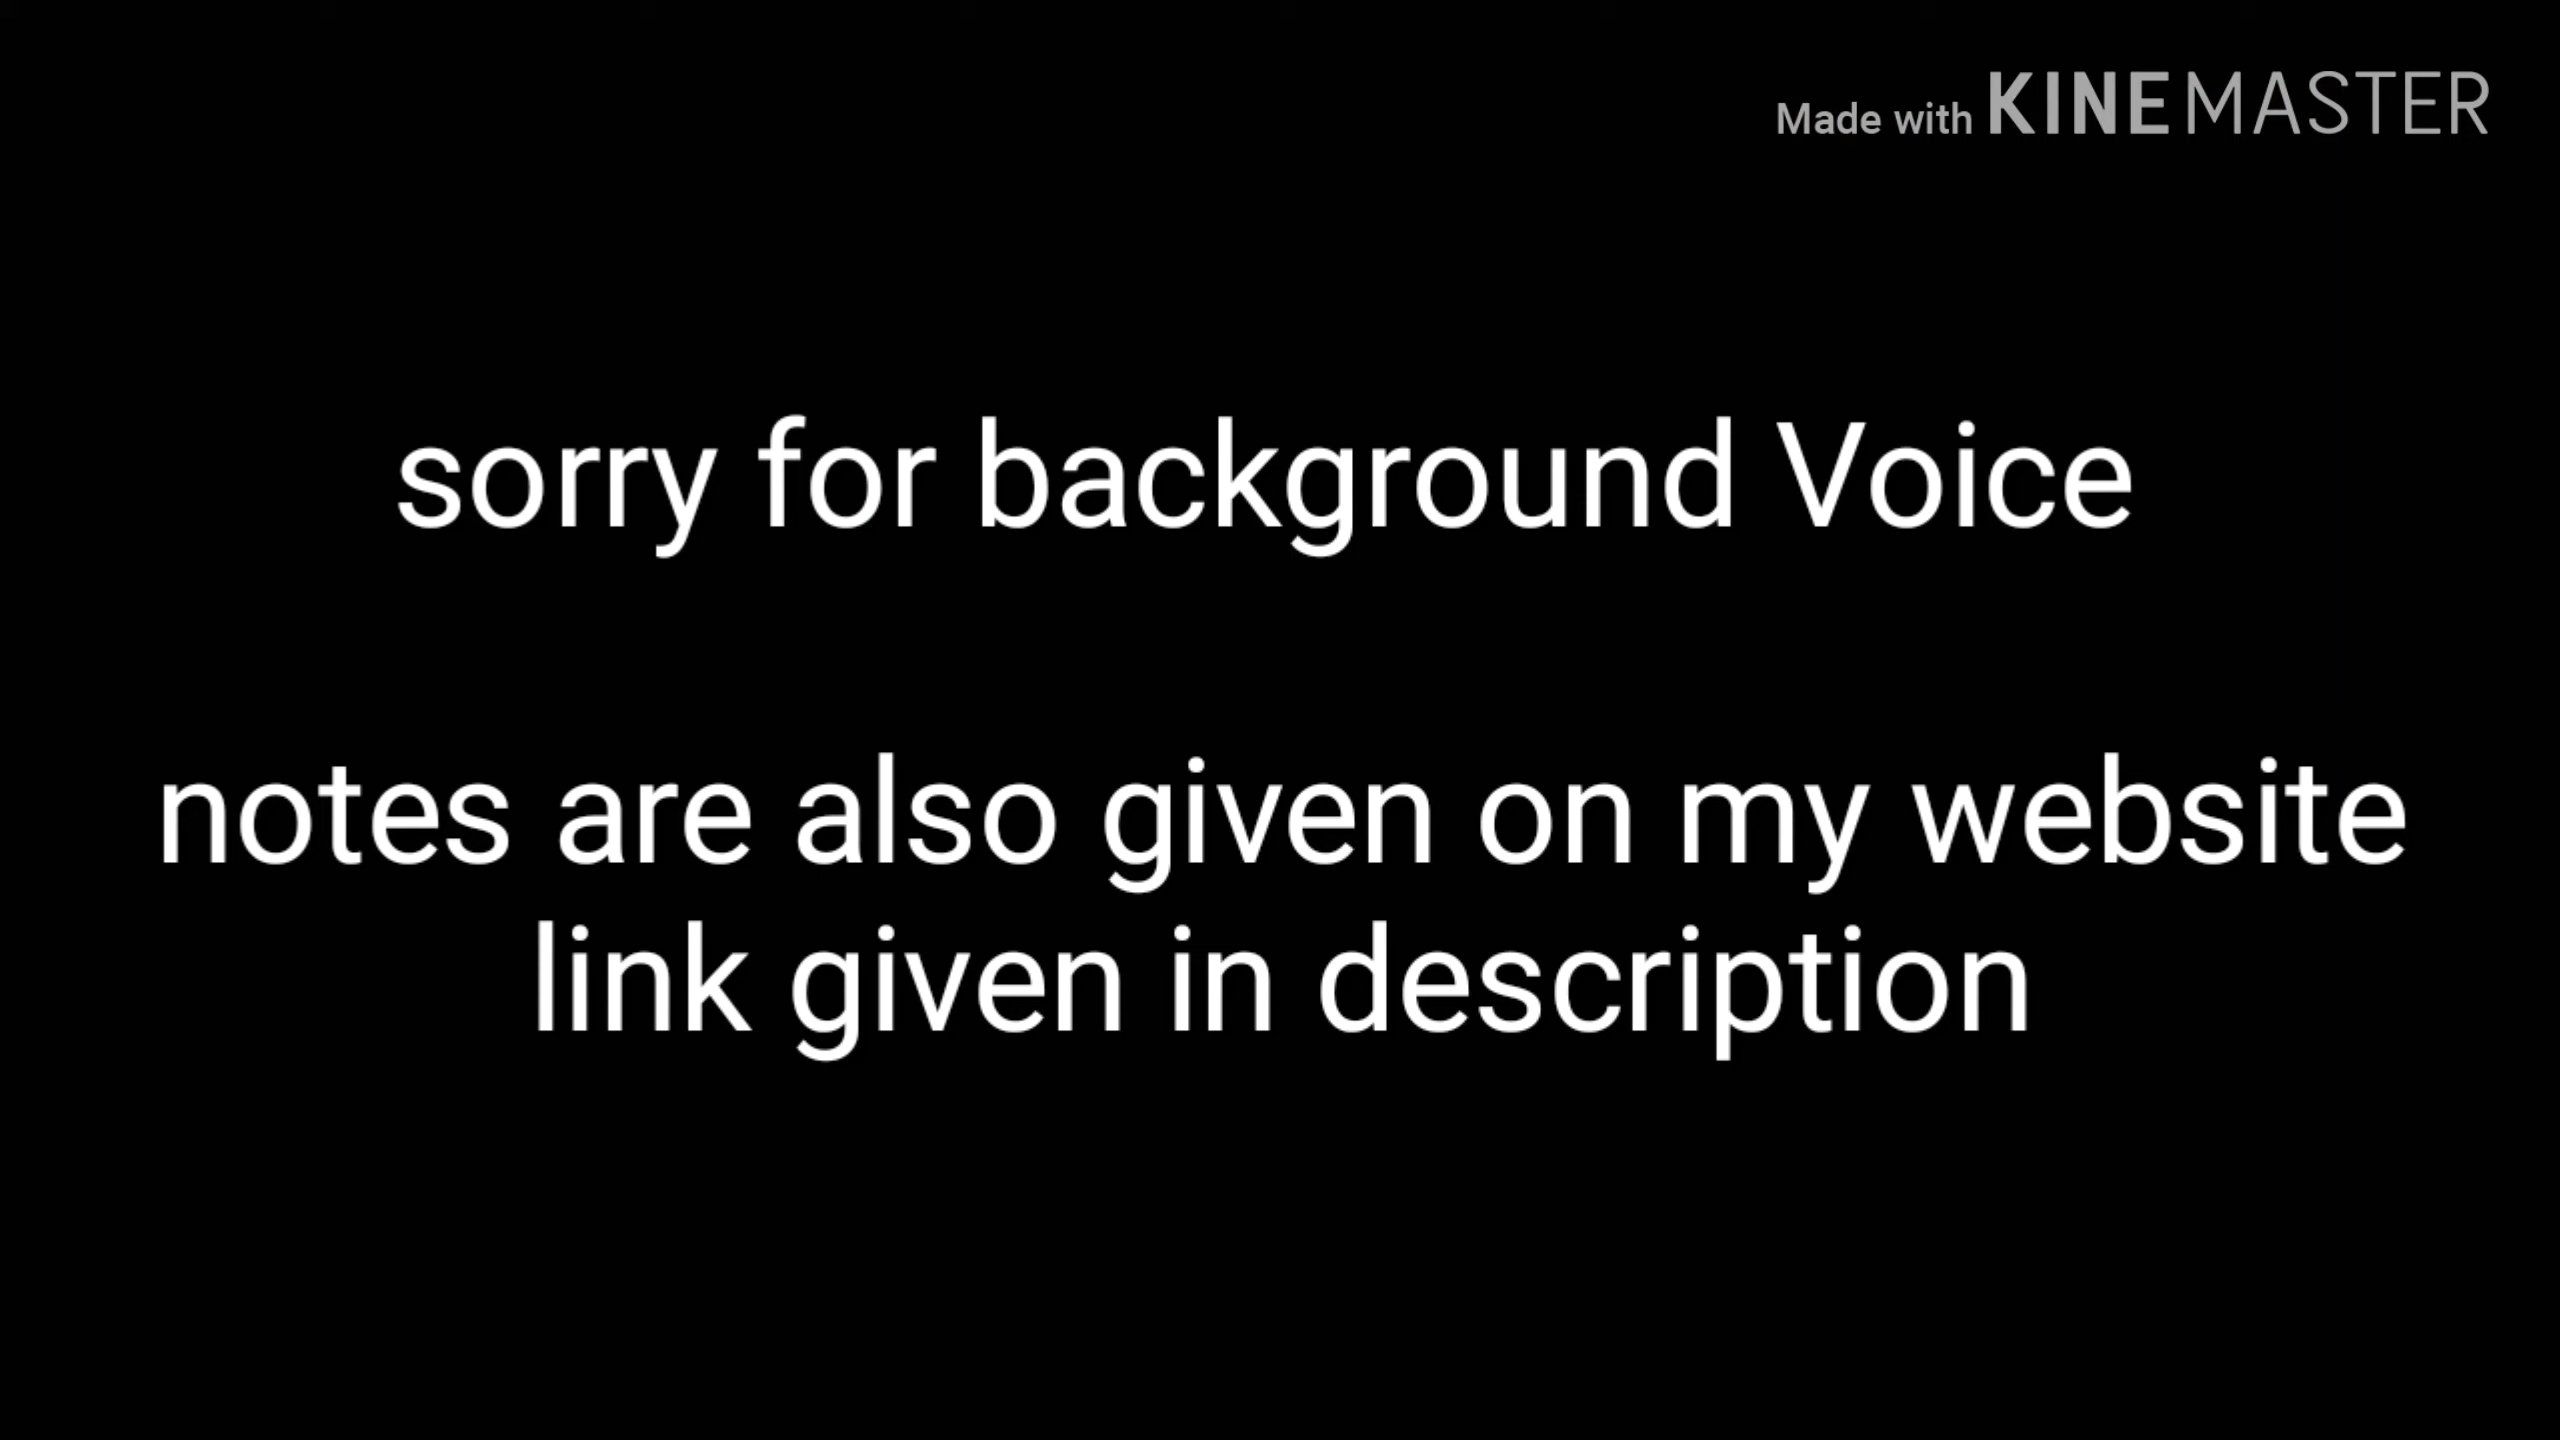 Made with KINEMASTER
sorry for background Voice
notes are also given on my website
link given in description